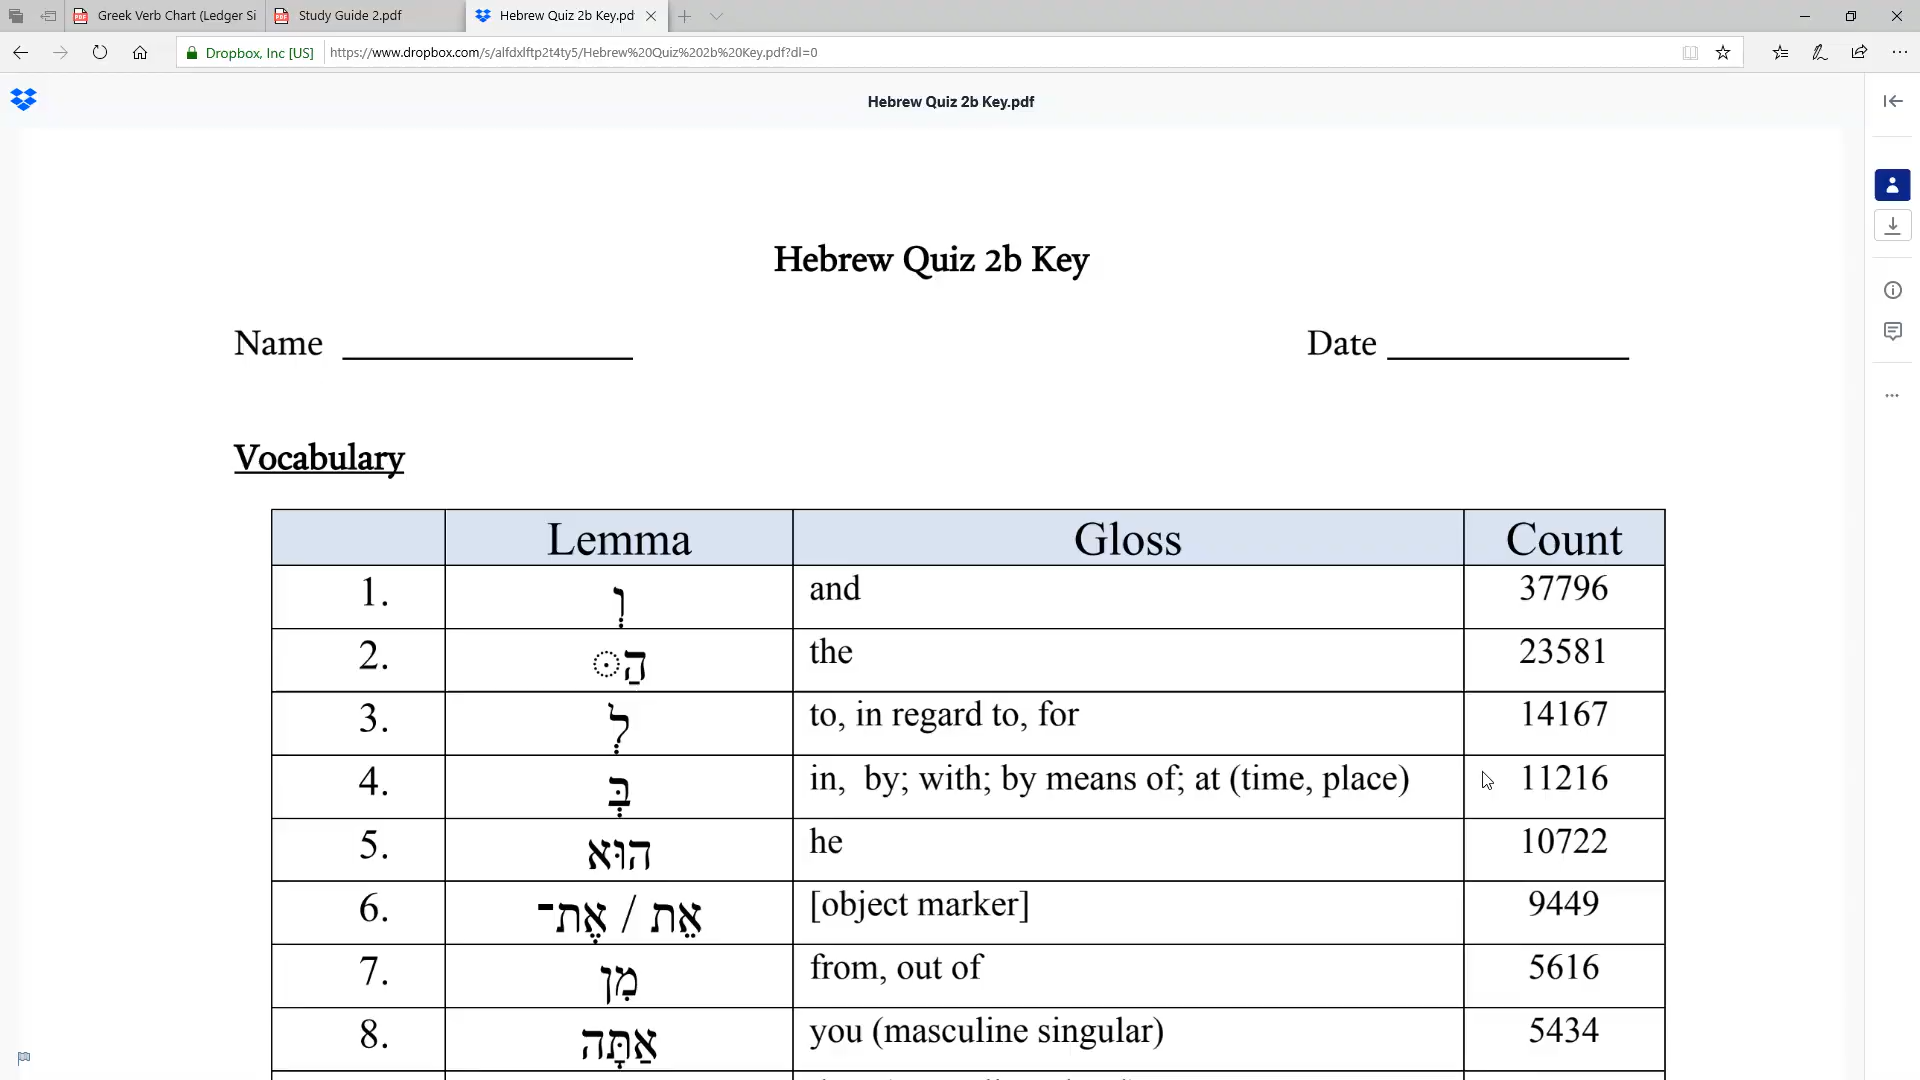 Greek Verb Chart (Ledger Si
Study Guide 2.pdf
Hebrew Quiz 2b Key.pd
Dropbox, Inc [US]
https://www.dropbox.com/s/alfdxlftp2t4ty5/Hebrew%20Quiz%202b%20Key.pdf?dl=0
Hebrew Quiz 2b Key.pdf
Hebrew Quiz 2b Key
Name ________________ Date ______________
Vocabulary
Lemma Gloss Count
1. וְ and 37796
2. הַ◌ the 23581
3. לְ to, in regard to, for 14167
4. בְּ in, by; with; by means of; at (time, place) 11216
5. הוּא he 10722
6. אֵת / אֶת־ [object marker] 9449
7. מִן from, out of 5616
8. אַתָּה you (masculine singular) 5434